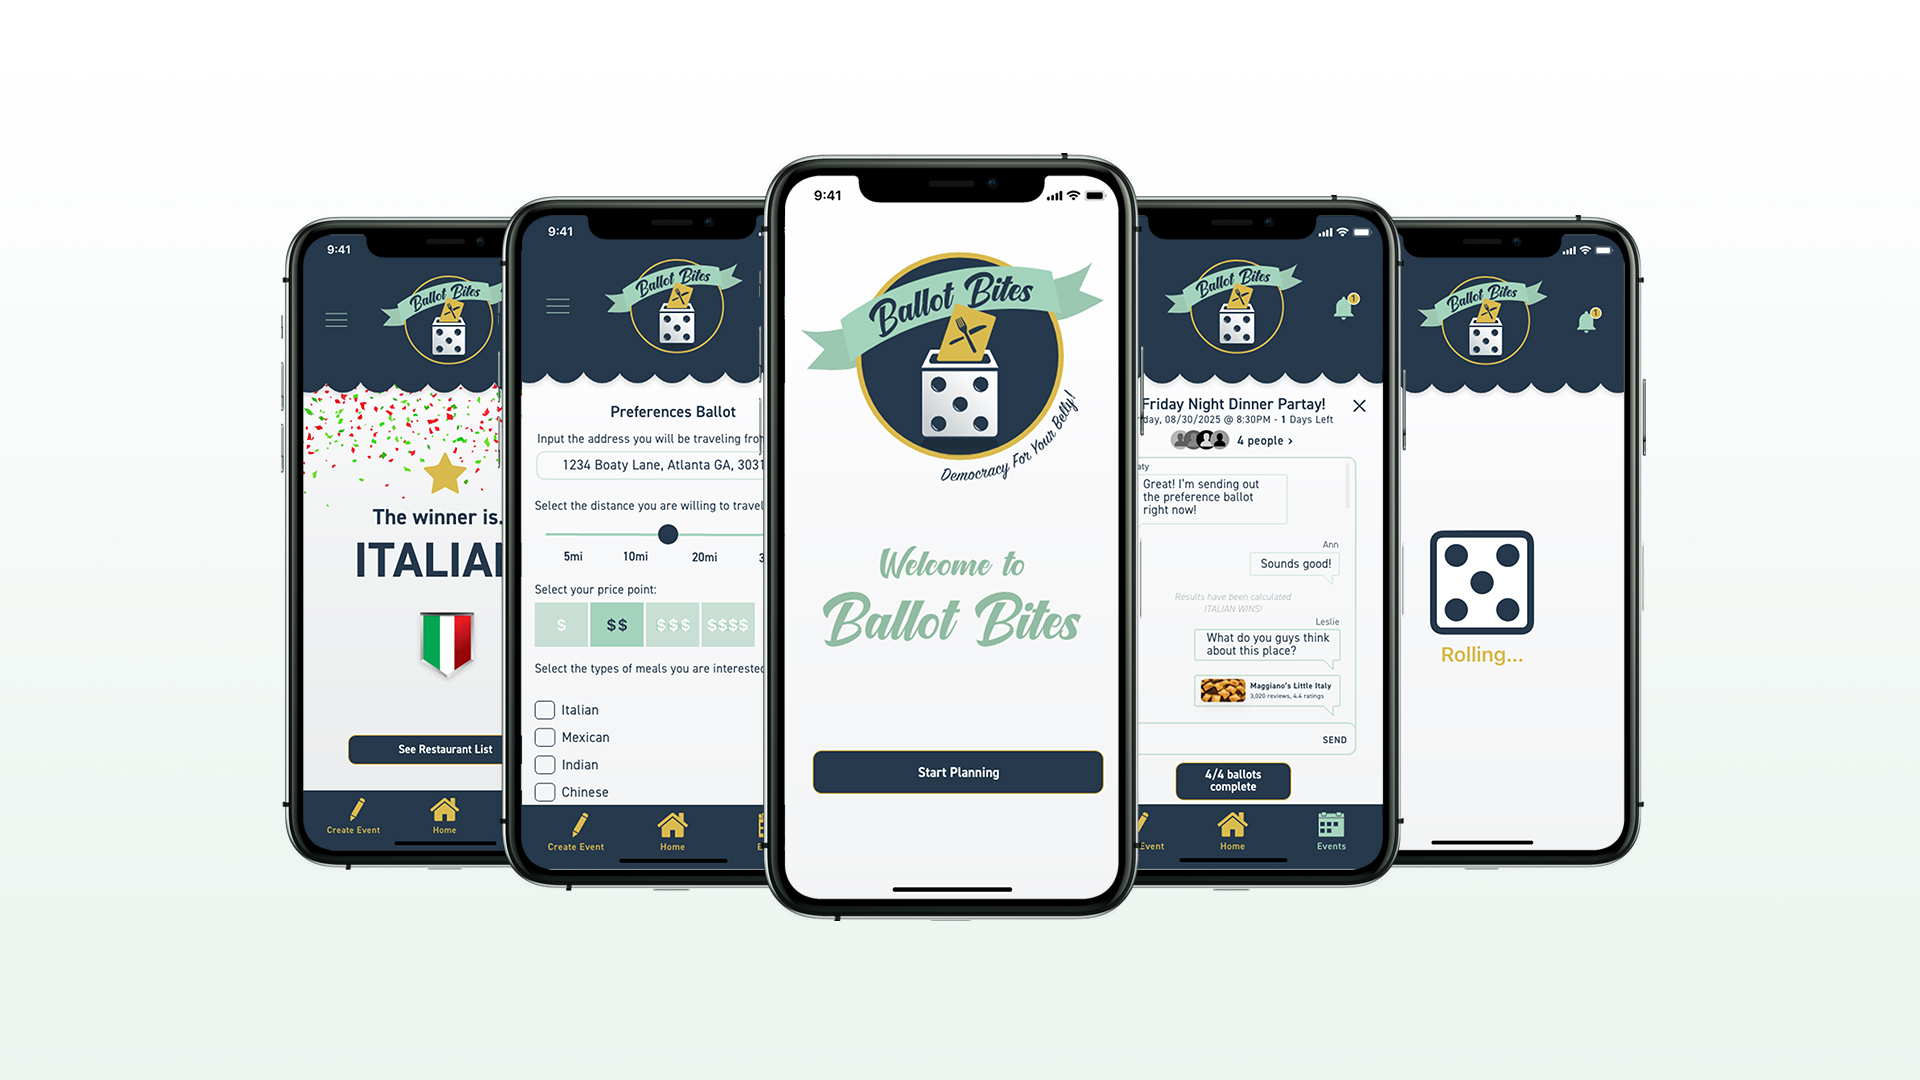 9:41
Ballot Bites
The winner is.
ITALIAN
See Restaurant List
Create Event
Home
9:41
Ballot Bites
Preferences Ballot
Input the address you will be traveling fro
1234 Boaty Lane, Atlanta GA, 3031
Select the distance you are willing to travel
5mi 10mi 20mi 3
Select your price point:
$ $$ $$$ $$$$
Select the types of meals you are interested
Italian
Mexican
Indian
Chinese
Create Event
Home
E
9:41
Ballot Bites
Democracy For Your Belly!
Welcome to
Ballot Bites
Start Planning
Ballot Bites
1
Friday Night Dinner Partay!
day, 08/30/2025 @ 8:30PM - 1 Days Left
4 people >
aty
Great! I'm sending out
the preference ballot
right now!
Ann
Sounds good!
Results have been calculated
ITALIAN WINS!
Leslie
What do you guys think
about this place?
Maggiano's Little Italy
3,020 reviews, 4.4 ratings
SEND
4/4 ballots
complete
Event
Home
Events
Ballot Bites
1
Rolling...